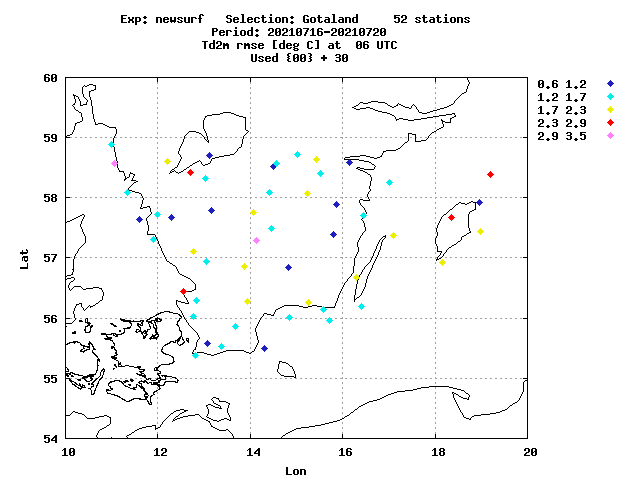 Exp: newsurf   Selection: Gotaland     52 stations
Period: 20210716-20210720
Td2m rmse [deg C] at  06 UTC
Used {00} + 30
0.6 1.2
1.2 1.7
1.7 2.3
2.3 2.9
2.9 3.5
60
59
58
57
56
55
54
Lat
10 12 14 16 18 20
Lon